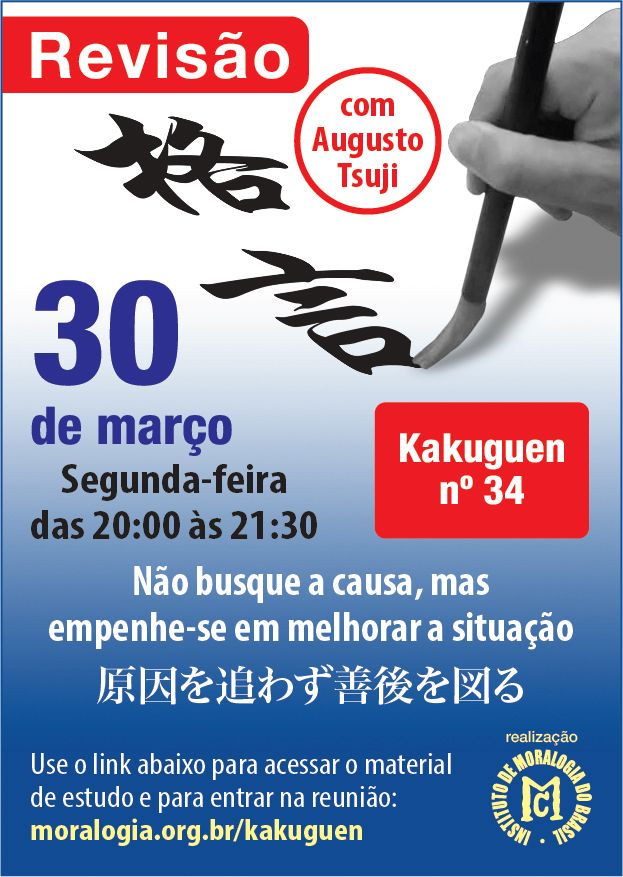 Revisão
com
Augusto
Tsuji
格
言
30
de março
Segunda-feira
das 20:00 às 21:30
Kakuguen
nº 34
Não busque a causa, mas
empenhe-se em melhorar a situação
原因を追わず善後を図る
Use o link abaixo para acessar o material
de estudo e para entrar na reunião:
moralogia.org.br/kakuguen
realização
INSTITUTO DE MORALOGIA DO BRASIL
MC